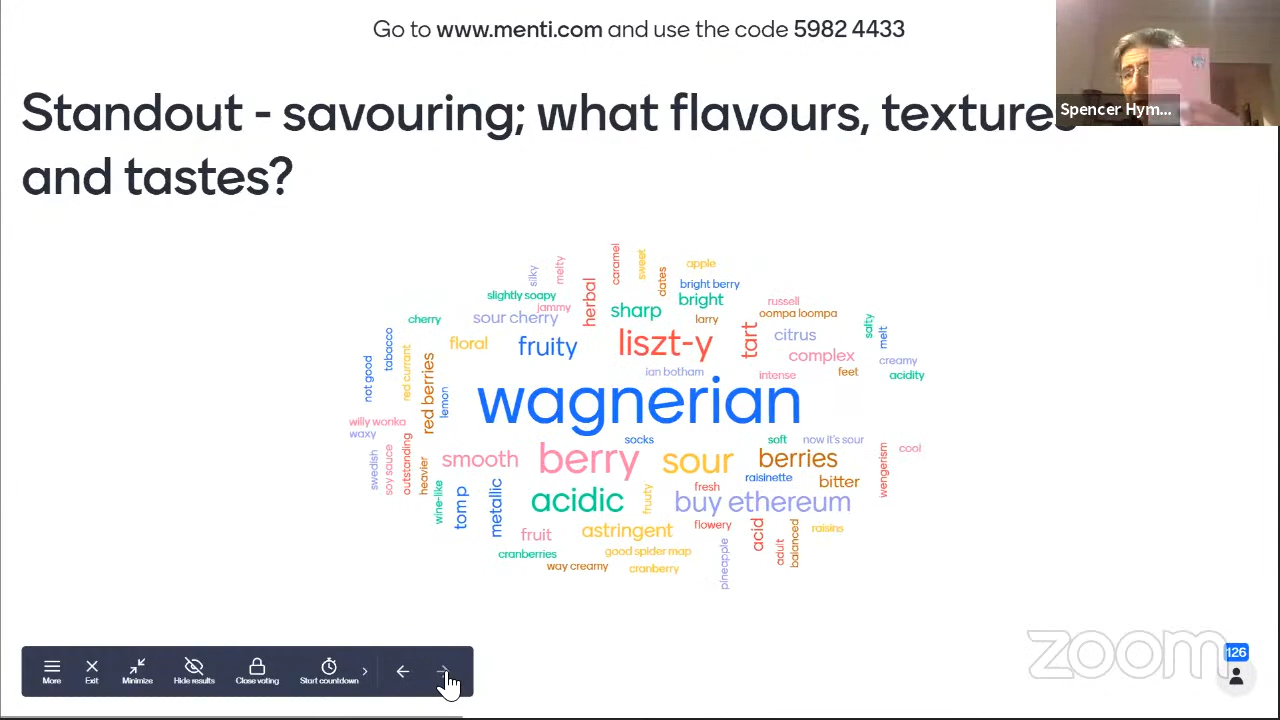 Go to www.menti.com and use the code 5982 4433
Spencer Hym...
Standout - savouring; what flavours, textures
and tastes?
caramel
sweet
silky
melty
apple
dates
herbal
bright berry
slightly soapy
bright
russell
jammy
sharp
oompa loompa
sour cherry
larry
cherry
salty
tabacco
floral
fruity
liszt-y
tart
citrus
melt
complex
creamy
not good
red currant
red berries
ian botham
intense
feet
acidity
lemon
wagnerian
willy wonka
waxy
socks
soft
now it's sour
cool
swedish
soy sauce
outstanding
heavier
smooth
berry
sour
berries
wengerism
raisinette
bitter
wine-like
tom p
metallic
acidic
fruuty
fresh
buy ethereum
fruit
astringent
flowery
acid
adult
balanced
raisins
cranberries
good spider map
pineapple
way creamy
cranberry
zoom
126
More
Exit
Minimize
Hide results
Close voting
Start countdown